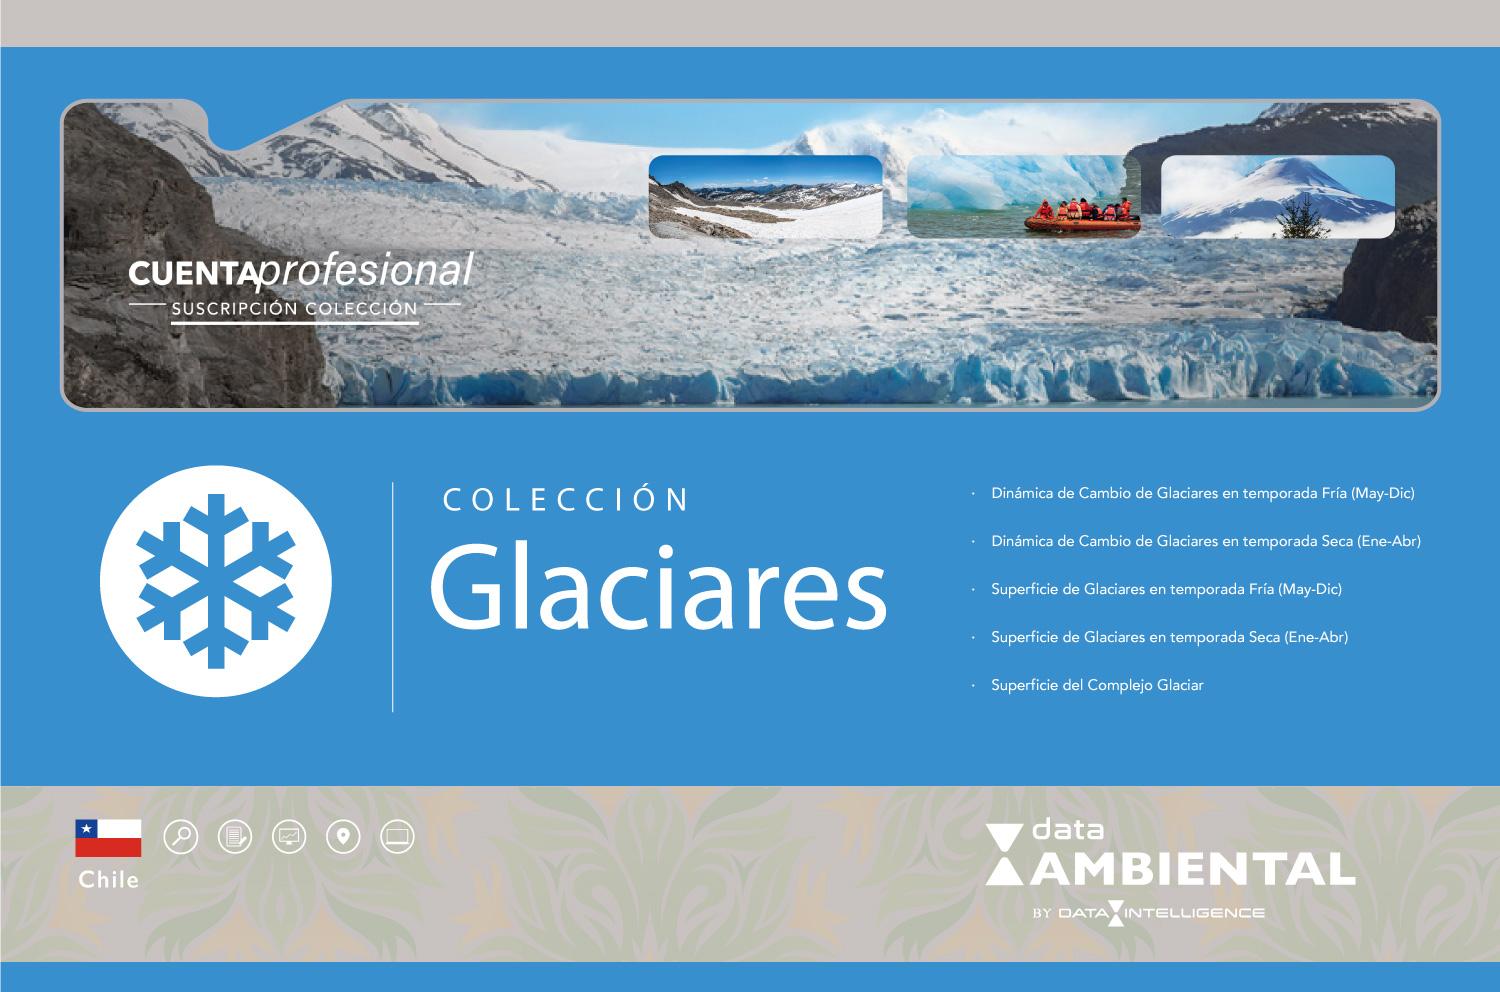 CUENTAprofesional
SUSCRIPCIÓN COLECCIÓN
COLECCIÓN
Glaciares
· Dinámica de Cambio de Glaciares en temporada Fría (May-Dic)
· Dinámica de Cambio de Glaciares en temporada Seca (Ene-Abr)
· Superficie de Glaciares en temporada Fría (May-Dic)
· Superficie de Glaciares en temporada Seca (Ene-Abr)
· Superficie del Complejo Glaciar
Chile
data
AMBIENTAL
BY DATA INTELLIGENCE